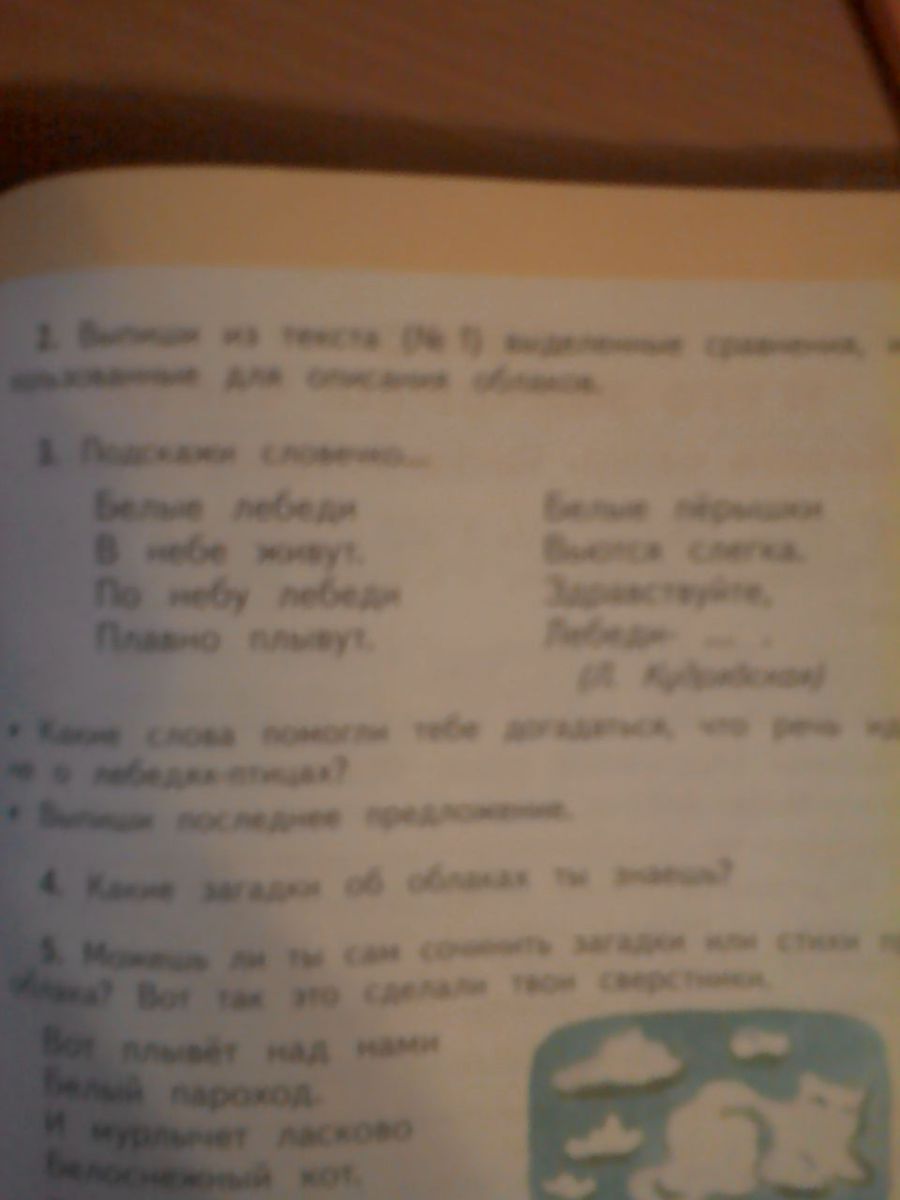 2. Выпиши из текста (№ 1) выделенные сравнения,
пользованные для описания облаков.
3. Подскажи словечко...
Белые лебеди
В небе живут.
По небу лебеди
Плавно плывут.
Белые пёрышки
Вьются слегка.
Здравствуйте,
Лебеди- ... .
(Л. Кудрявская)
• Какие слова помогли тебе догадаться, что речь ид
не о лебедях-птицах?
• Выпиши последнее предложение.
4. Какие загадки об облаках ты знаешь?
5. Можешь ли ты сам сочинить загадки или стихи п
облака? Вот так это сделали твои сверстники.
Вот плывёт над нами
Белый пароход.
И мурлычет ласково
Белоснежный кот.